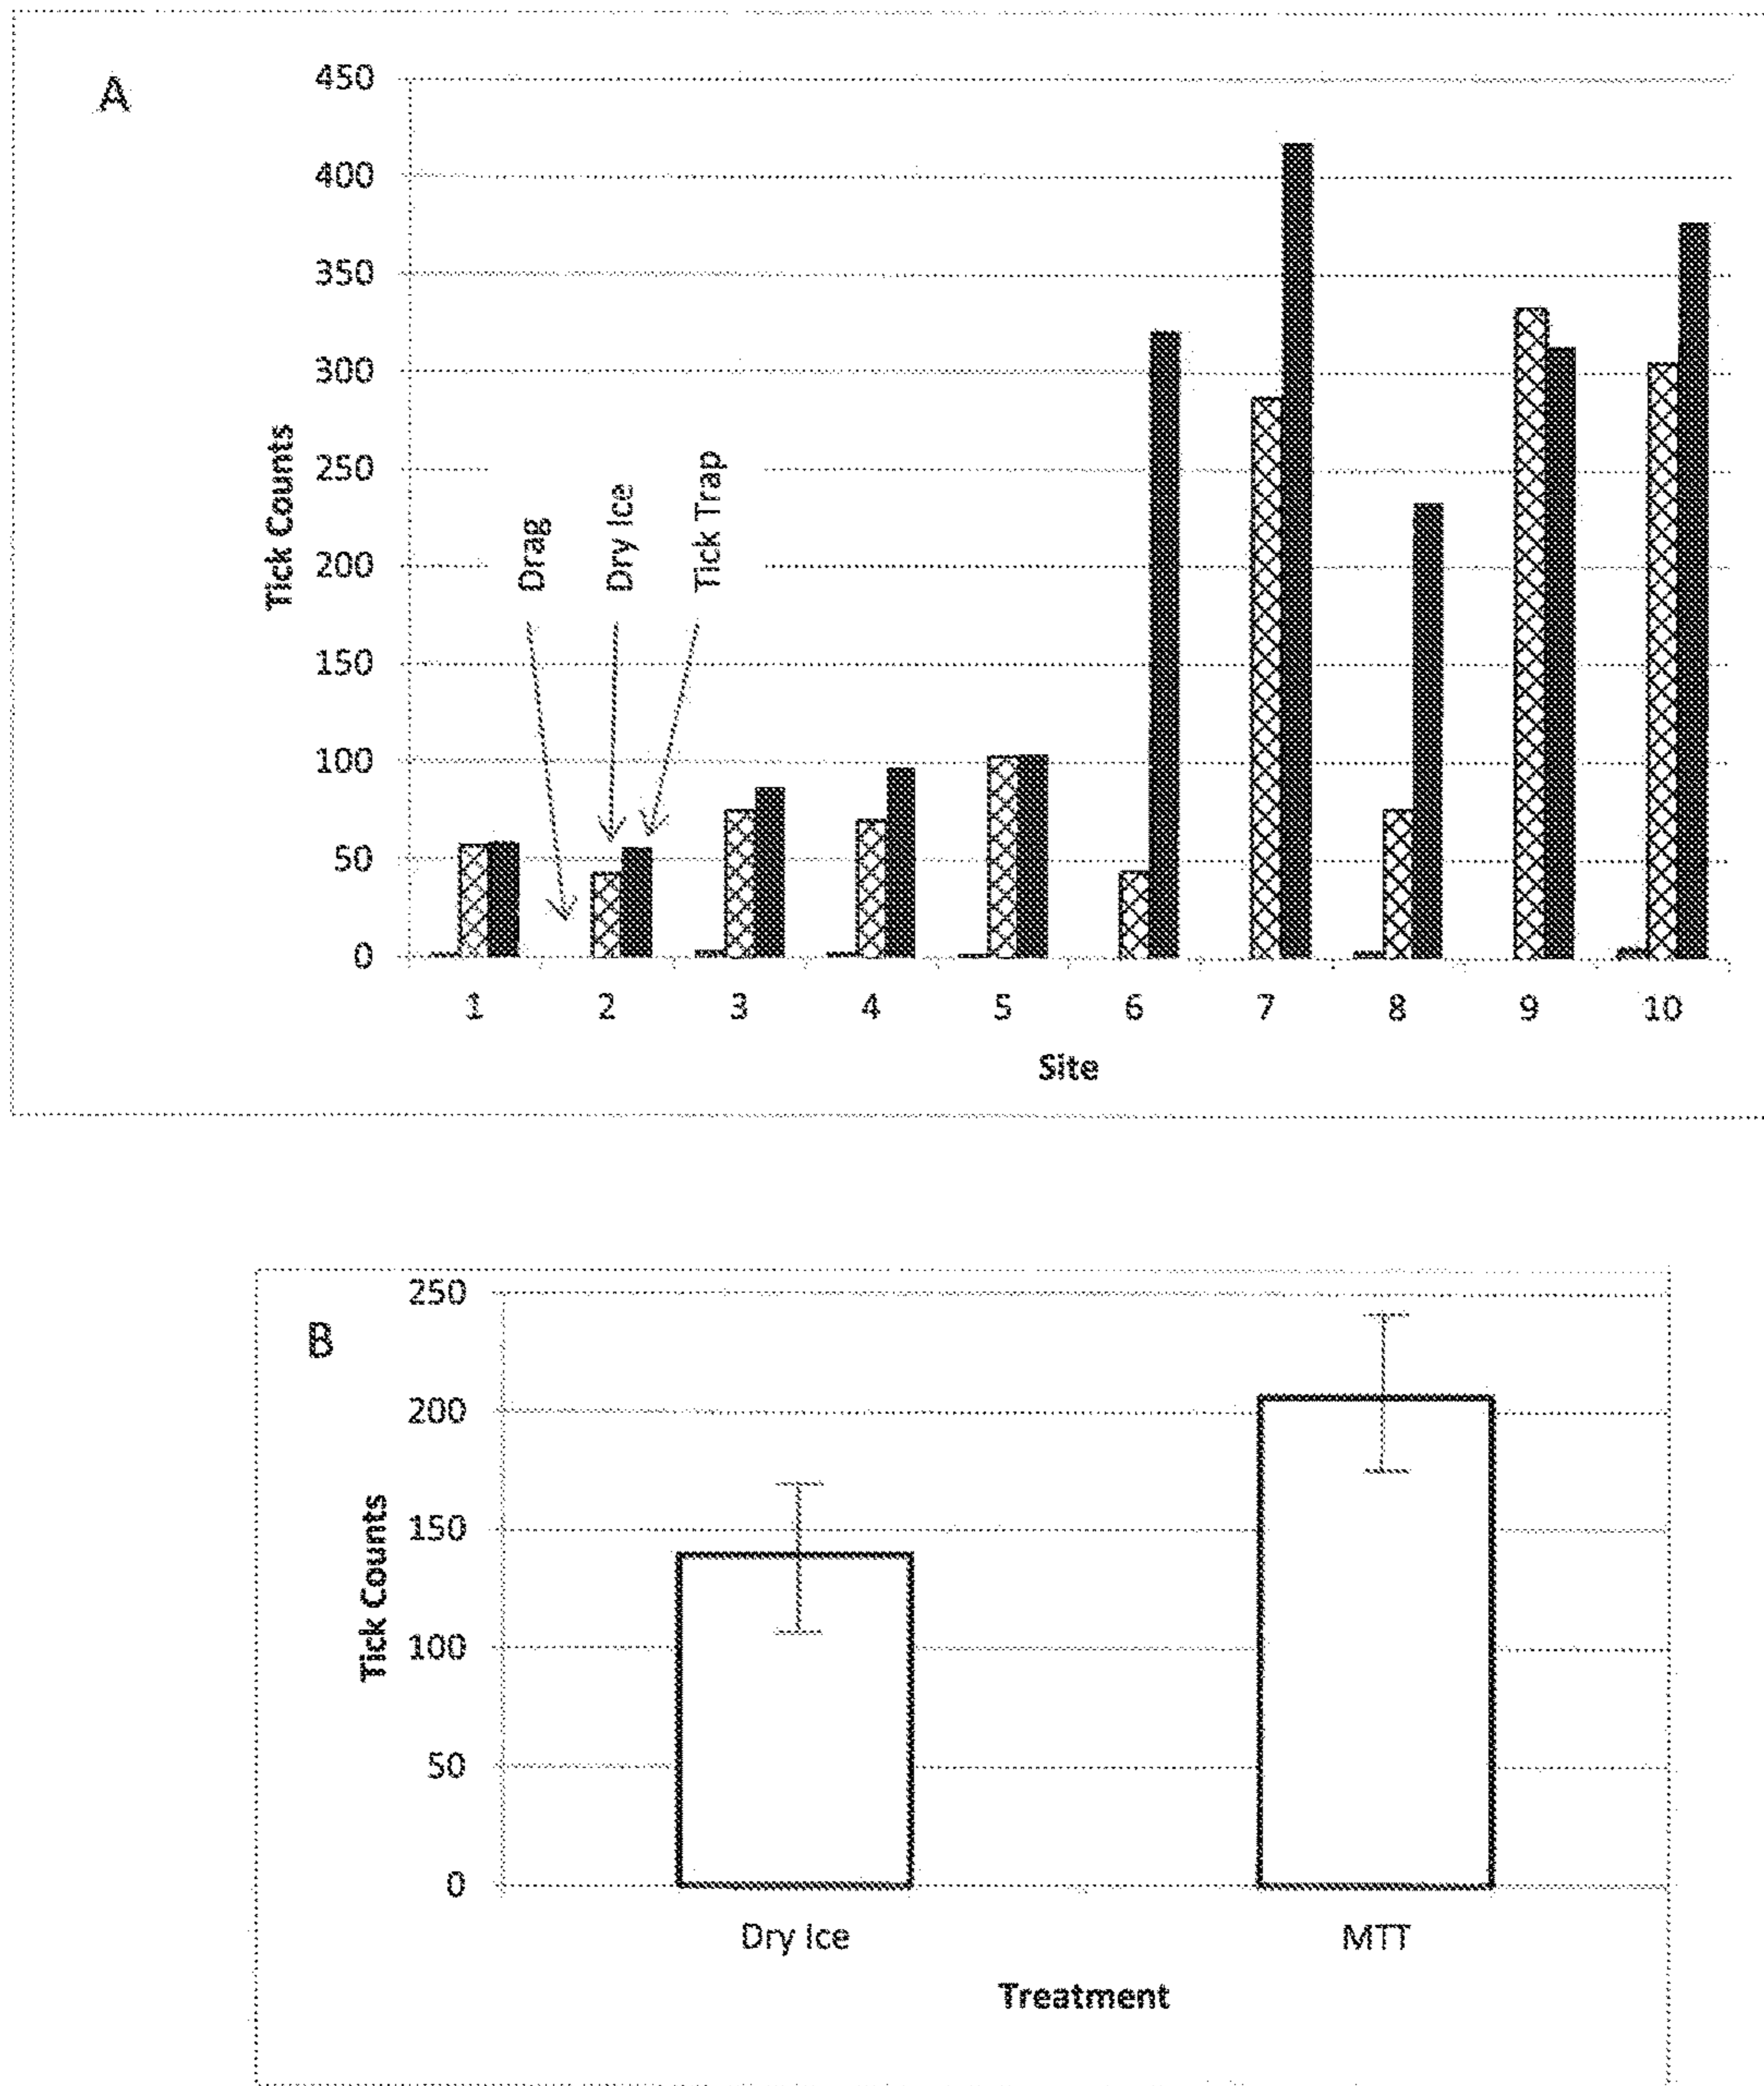 A
450
400
350
300
250
200
150
100
50
0
Tick Counts
Drag
Dry Ice
Tick Trap
1 2 3 4 5 6 7 8 9 10
Site
B
250
200
150
100
50
0
Tick Counts
Dry Ice MTT
Treatment